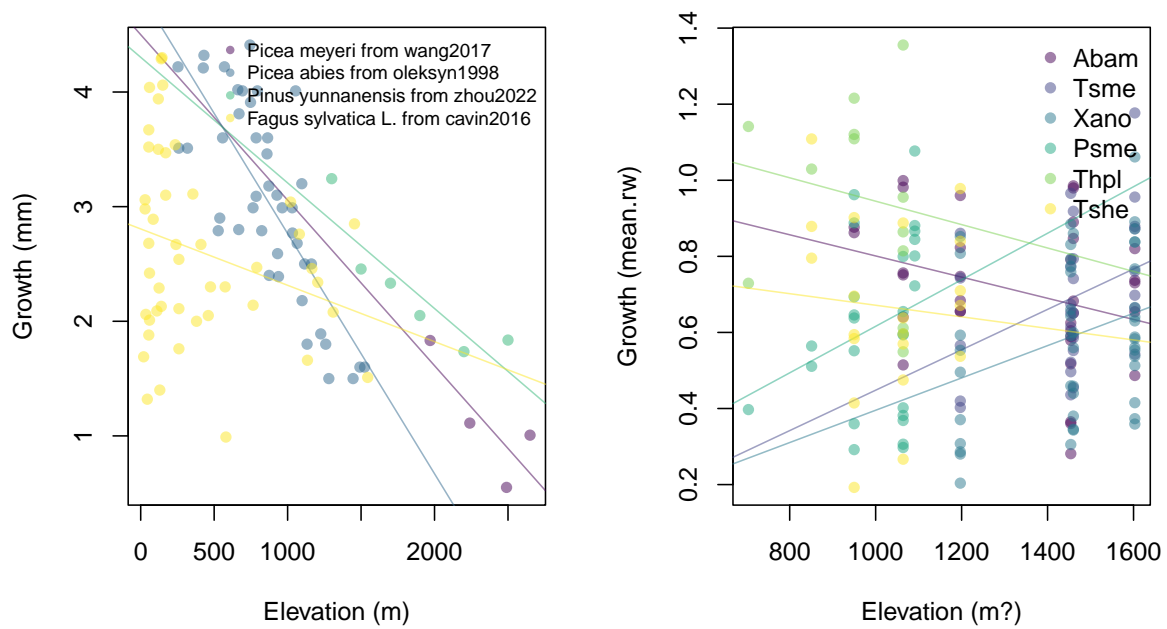 Growth (mm)
4
3
2
1
Picea meyeri from wang2017
Picea abies from oleksyn1998
Pinus yunnanensis from zhou2022
Fagus sylvatica L. from cavin2016
0 500 1000 2000
Elevation (m)
Growth (mean.rw)
1.4
1.2
1.0
0.8
0.6
0.4
0.2
Abam
Tsme
Xano
Psme
Thpl
Tshe
800 1000 1200 1400 1600
Elevation (m?)